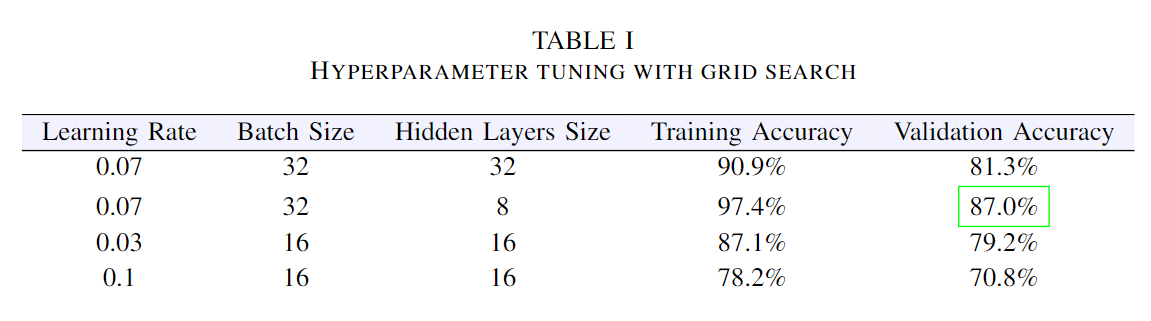 TABLE I
HYPERPARAMETER TUNING WITH GRID SEARCH
Learning Rate Batch Size Hidden Layers Size Training Accuracy Validation Accuracy
0.07 32 32 90.9% 81.3%
0.07 32 8 97.4% 87.0%
0.03 16 16 87.1% 79.2%
0.1 16 16 78.2% 70.8%